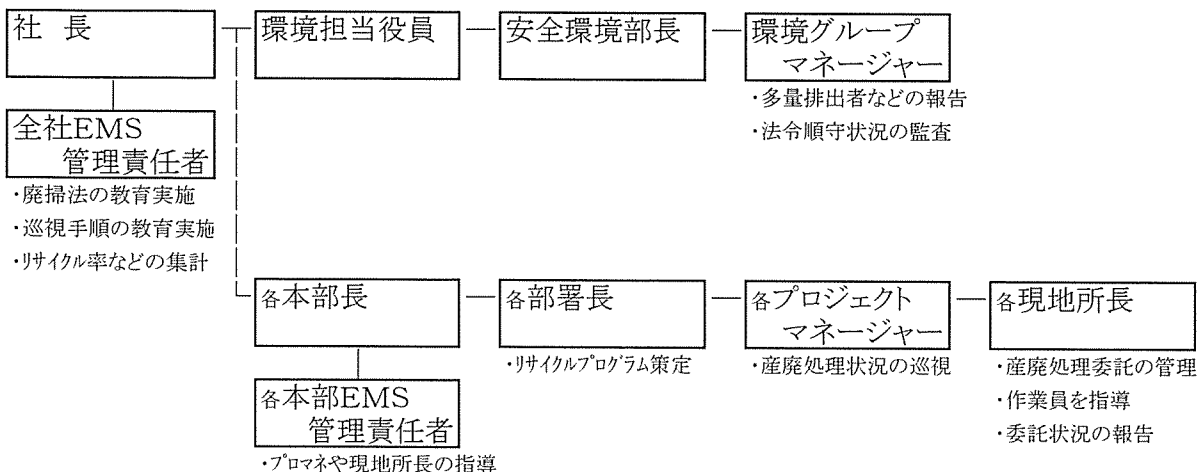 社 長
環境担当役員
安全環境部長
環境グループ
マネージャー
・多量排出者などの報告
・法令順守状況の監査
全社EMS
管理責任者
・廃掃法の教育実施
・巡視手順の教育実施
・ﾘｻｲｸﾙ率などの集計
各本部長
各部署長
・ﾘｻｲｸﾙﾌﾟﾛｸﾞﾗﾑ策定
各プロジェクト
マネージャー
・産廃処理状況の巡視
各現地所長
・産廃処理委託の管理
・作業員を指導
・委託状況の報告
各本部EMS
管理責任者
・ﾌﾟﾛﾏﾈや現地所長の指導